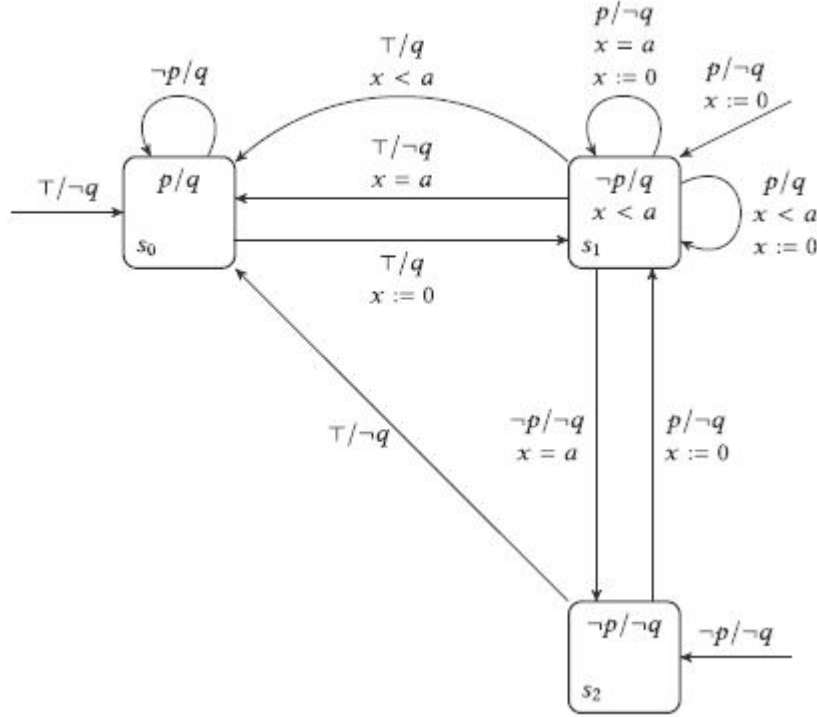 p/¬q
x = a
x := 0
⊤/q
x < a
¬p/q
p/¬q
x := 0
⊤/¬q
x = a
p/q
¬p/q
x < a
p/q
x < a
x := 0
⊤/¬q
s₀
s₁
⊤/q
x := 0
⊤/¬q
¬p/¬q
x = a
p/¬q
x := 0
¬p/¬q
¬p/¬q
s₂